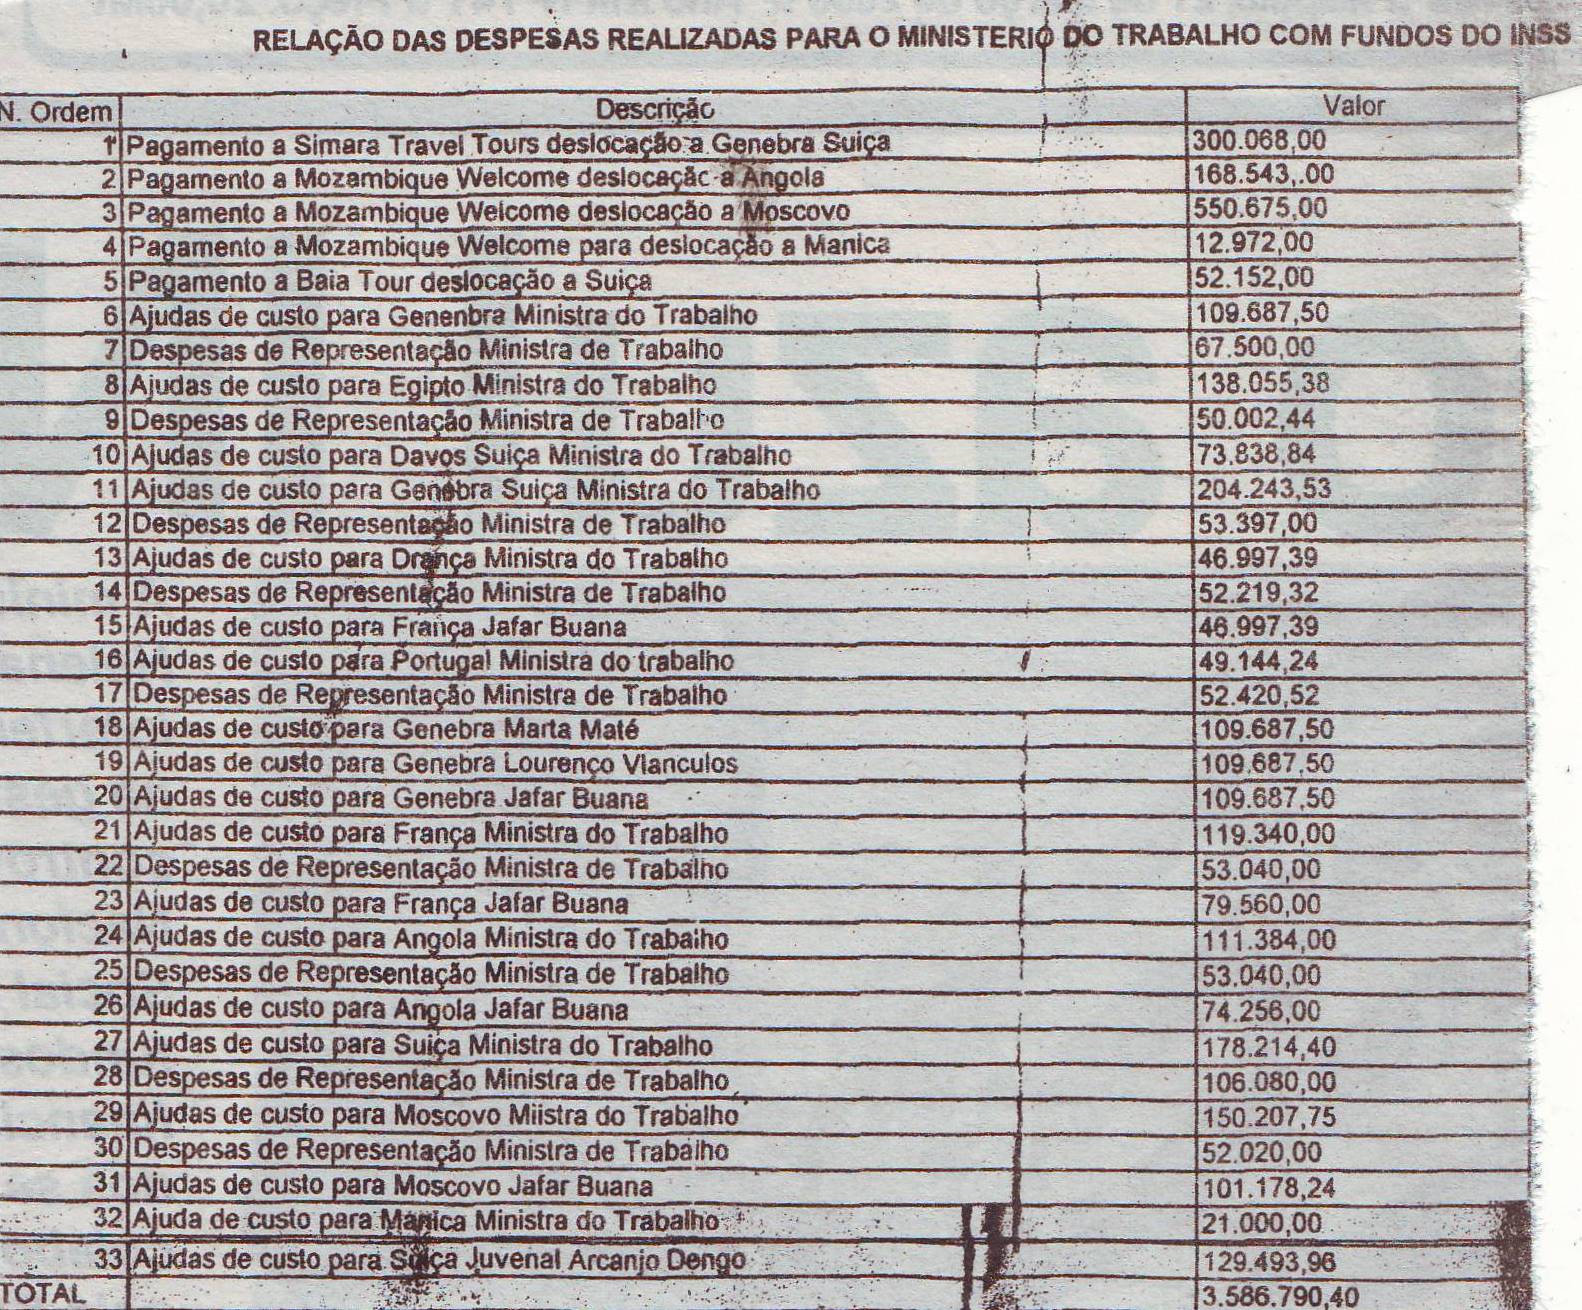 RELAÇÃO DAS DESPESAS REALIZADAS PARA O MINISTERIO DO TRABALHO COM FUNDOS DO INSS
N. Ordem Descrição Valor
1 Pagamento a Simara Travel Tours deslocação a Genebra Suiça 300.068,00
2 Pagamento a Mozambique Welcome deslocação a Angola 168.543,.00
3 Pagamento a Mozambique Welcome deslocação a Moscovo 550.675,00
4 Pagamento a Mozambique Welcome para deslocação a Manica 12.972,00
5 Pagamento a Baia Tour deslocação a Suiça 52.152,00
6 Ajudas de custo para Genenbra Ministra do Trabalho 109.687,50
7 Despesas de Representação Ministra de Trabalho 67.500,00
8 Ajudas de custo para Egipto Ministra do Trabalho 138.055,38
9 Despesas de Representação Ministra de Trabalho 50.002,44
10 Ajudas de custo para Davos Suiça Ministra do Trabalho 73.838,84
11 Ajudas de custo para Genebra Suiça Ministra do Trabalho 204.243,53
12 Despesas de Representação Ministra de Trabalho 53.397,00
13 Ajudas de custo para Drança Ministra do Trabalho 46.997,39
14 Despesas de Representação Ministra de Trabalho 52.219,32
15 Ajudas de custo para França Jafar Buana 46.997,39
16 Ajudas de custo para Portugal Ministra do trabalho 49.144,24
17 Despesas de Representação Ministra de Trabalho 52.420,52
18 Ajudas de custo para Genebra Marta Maté 109.687,50
19 Ajudas de custo para Genebra Lourenço Vlanculos 109.687,50
20 Ajudas de custo para Genebra Jafar Buana 109.687,50
21 Ajudas de custo para França Ministra do Trabalho 119.340,00
22 Despesas de Representação Ministra de Trabalho 53.040,00
23 Ajudas de custo para França Jafar Buana 79.560,00
24 Ajudas de custo para Angola Ministra do Trabalho 111.384,00
25 Despesas de Representação Ministra de Trabalho 53.040,00
26 Ajudas de custo para Angola Jafar Buana 74.256,00
27 Ajudas de custo para Suiça Ministra do Trabalho 178.214,40
28 Despesas de Representação Ministra de Trabalho 106.080,00
29 Ajudas de custo para Moscovo Miistra do Trabalho 150.207,75
30 Despesas de Representação Ministra de Trabalho 52.020,00
31 Ajudas de custo para Moscovo Jafar Buana 101.178,24
32 Ajuda de custo para Manica Ministra do Trabalho 21.000,00
33 Ajudas de custo para Suiça Juvenal Arcanjo Dengo 129.493,96
TOTAL 3.586.790,40